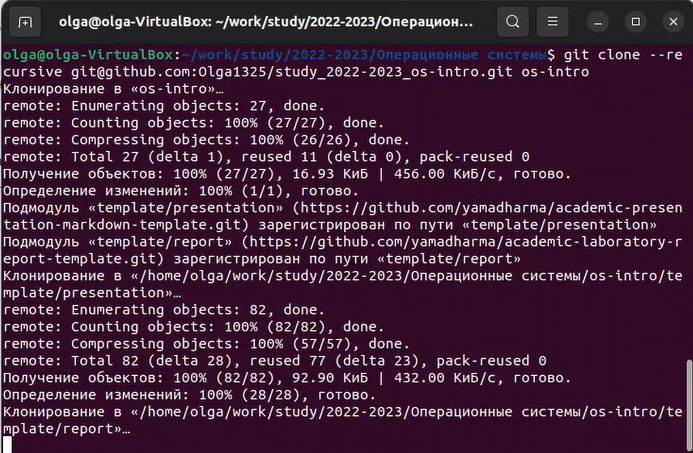 olga@olga-VirtualBox: ~/work/study/2022-2023/Операцион…
olga@olga-VirtualBox:~/work/study/2022-2023/Операционные системы$ git clone --re
cursive git@github.com:Olga1325/study_2022-2023_os-intro.git os-intro
Клонирование в «os-intro»…
remote: Enumerating objects: 27, done.
remote: Counting objects: 100% (27/27), done.
remote: Compressing objects: 100% (26/26), done.
remote: Total 27 (delta 1), reused 11 (delta 0), pack-reused 0
Получение объектов: 100% (27/27), 16.93 КиБ | 456.00 КиБ/с, готово.
Определение изменений: 100% (1/1), готово.
Подмодуль «template/presentation» (https://github.com/yamadharma/academic-presen
tation-markdown-template.git) зарегистрирован по пути «template/presentation»
Подмодуль «template/report» (https://github.com/yamadharma/academic-laboratory-r
eport-template.git) зарегистрирован по пути «template/report»
Клонирование в «/home/olga/work/study/2022-2023/Операционные системы/os-intro/te
mplate/presentation»…
remote: Enumerating objects: 82, done.
remote: Counting objects: 100% (82/82), done.
remote: Compressing objects: 100% (57/57), done.
remote: Total 82 (delta 28), reused 77 (delta 23), pack-reused 0
Получение объектов: 100% (82/82), 92.90 КиБ | 432.00 КиБ/с, готово.
Определение изменений: 100% (28/28), готово.
Клонирование в «/home/olga/work/study/2022-2023/Операционные системы/os-intro/te
mplate/report»…